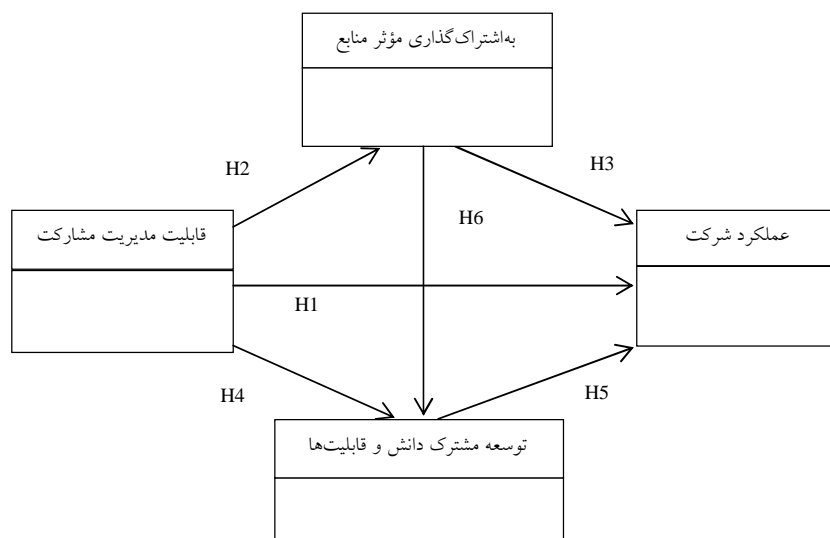 به‌اشتراک‌گذاری مؤثر منابع
H2
H3
H6
قابلیت مدیریت مشارکت
عملکرد شرکت
H1
H4
H5
توسعه مشترک دانش و قابلیت‌ها